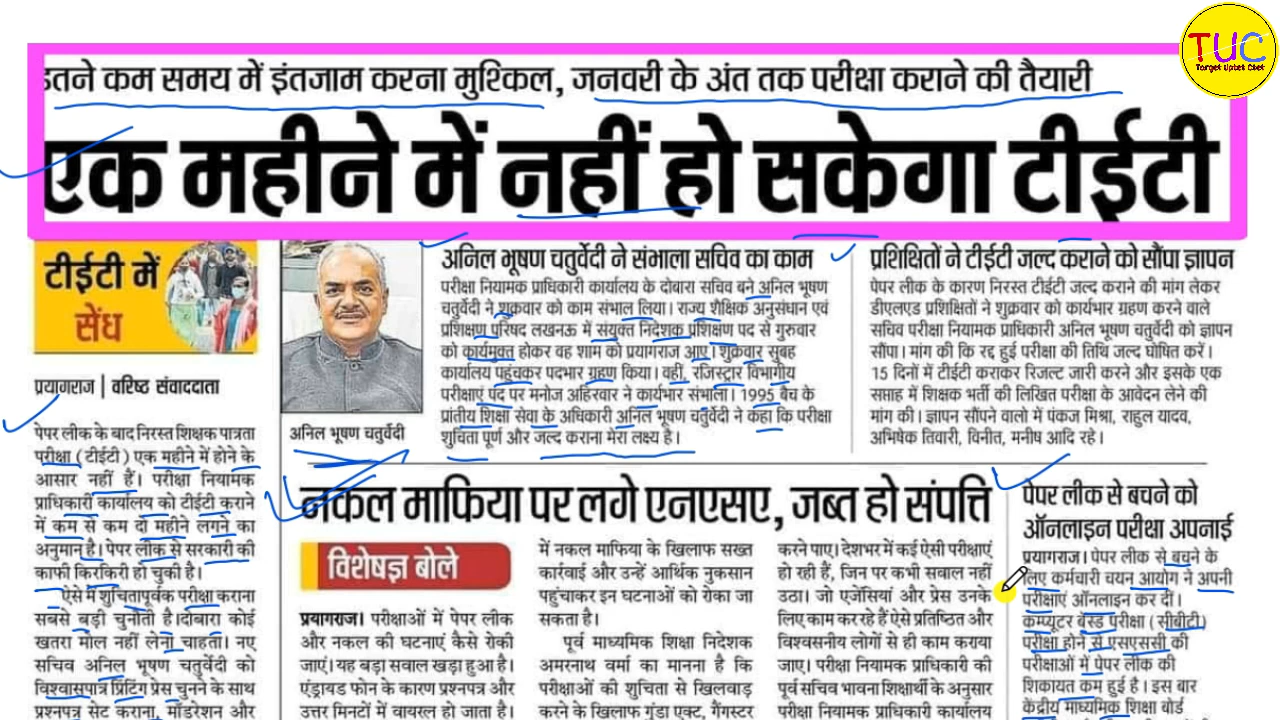 TUC
Target Uptet Ctet
इतने कम समय में इंतजाम करना मुश्किल, जनवरी के अंत तक परीक्षा कराने की तैयारी
एक महीने में नहीं हो सकेगा टीईटी
टीईटी में
सेंध
प्रयागराज | वरिष्ठ संवाददाता
पेपर लीक के बाद निरस्त शिक्षक पात्रता
परीक्षा (टीईटी) एक महीने में होने के
आसार नहीं हैं। परीक्षा नियामक
प्राधिकारी कार्यालय को टीईटी कराने
में कम से कम दो महीने लगने का
अनुमान है। पेपर लीक से सरकारी की
काफी किरकिरी हो चुकी है।
ऐसे में शुचितापूर्वक परीक्षा कराना
सबसे बड़ी चुनौती है।दोबारा कोई
खतरा मोल नहीं लेना चाहता। नए
सचिव अनिल भूषण चतुर्वेदी को
विश्वासपात्र प्रिंटिंग प्रेस चुनने के साथ
प्रश्नपत्र सेट कराना, मॉडरेशन और
अनिल भूषण चतुर्वेदी
अनिल भूषण चतुर्वेदी ने संभाला सचिव का काम
परीक्षा नियामक प्राधिकारी कार्यालय के दोबारा सचिव बने अनिल भूषण
चतुर्वेदी ने शुक्रवार को काम संभाल लिया। राज्य शैक्षिक अनुसंधान एवं
प्रशिक्षण परिषद लखनऊ में संयुक्त निदेशक प्रशिक्षण पद से गुरुवार
को कार्यमुक्त होकर वह शाम को प्रयागराज आए। शुक्रवार सुबह
कार्यालय पहुंचकर पदभार ग्रहण किया। वहीं, रजिस्ट्रार विभागीय
परीक्षाएं पद पर मनोज अहिरवार ने कार्यभार संभाला। 1995 बैच के
प्रांतीय शिक्षा सेवा के अधिकारी अनिल भूषण चतुर्वेदी ने कहा कि परीक्षा
शुचिता पूर्ण और जल्द कराना मेरा लक्ष्य है।
प्रशिक्षितों ने टीईटी जल्द कराने को सौंपा ज्ञापन
पेपर लीक के कारण निरस्त टीईटी जल्द कराने की मांग लेकर
डीएलएड प्रशिक्षितों ने शुक्रवार को कार्यभार ग्रहण करने वाले
सचिव परीक्षा नियामक प्राधिकारी अनिल भूषण चतुर्वेदी को ज्ञापन
सौंपा। मांग की कि रद्द हुई परीक्षा की तिथि जल्द घोषित करें।
15 दिनों में टीईटी कराकर रिजल्ट जारी करने और इसके एक
सप्ताह में शिक्षक भर्ती की लिखित परीक्षा के आवेदन लेने की
मांग की। ज्ञापन सौंपने वालो में पंकज मिश्रा, राहुल यादव,
अभिषेक तिवारी, विनीत, मनीष आदि रहे।
नकल माफिया पर लगे एनएसए, जब्त हो संपत्ति
विशेषज्ञ बोले
प्रयागराज। परीक्षाओं में पेपर लीक
और नकल की घटनाएं कैसे रोकी
जाएं। यह बड़ा सवाल खड़ा हुआ है।
एंड्रायड फोन के कारण प्रश्नपत्र और
उत्तर मिनटों में वायरल हो जाता है।
में नकल माफिया के खिलाफ सख्त
कार्रवाई और उन्हें आर्थिक नुकसान
पहुंचाकर इन घटनाओं को रोका जा
सकता है।
पूर्व माध्यमिक शिक्षा निदेशक
अमरनाथ वर्मा का मानना है कि
परीक्षाओं की शुचिता से खिलवाड़
करने के खिलाफ गुंडा एक्ट, गैंगस्टर
करने पाए। देशभर में कई ऐसी परीक्षाएं
हो रही हैं, जिन पर कभी सवाल नहीं
उठा। जो एजेंसियां और प्रेस उनके
लिए काम कर रहे हैं ऐसे प्रतिष्ठित और
विश्वसनीय लोगों से ही काम कराया
जाए। परीक्षा नियामक प्राधिकारी की
पूर्व सचिव भावना शिक्षार्थी के अनुसार
परीक्षा नियामक प्राधिकारी कार्यालय
पेपर लीक से बचने को
ऑनलाइन परीक्षा अपनाई
प्रयागराज। पेपर लीक से बचने के
लिए कर्मचारी चयन आयोग ने अपनी
परीक्षाएं ऑनलाइन कर दीं।
कम्प्यूटर बेस्ड परीक्षा (सीबीटी)
परीक्षा होने से एसएससी की
परीक्षाओं में पेपर लीक की
शिकायत कम हुई है। इस बार
केंद्रीय माध्यमिक शिक्षा बोर्ड